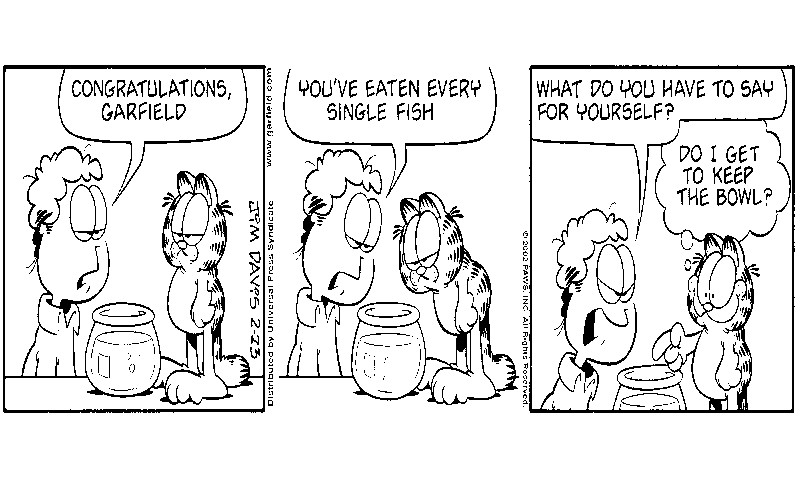 CONGRATULATIONS,
GARFIELD
www.garfield.com
JIM DAVIS 2-23
Distributed by Universal Press Syndicate
YOU'VE EATEN EVERY
SINGLE FISH
© 2002 PAWS, INC. All Rights Reserved.
WHAT DO YOU HAVE TO SAY
FOR YOURSELF?
DO I GET
TO KEEP
THE BOWL?